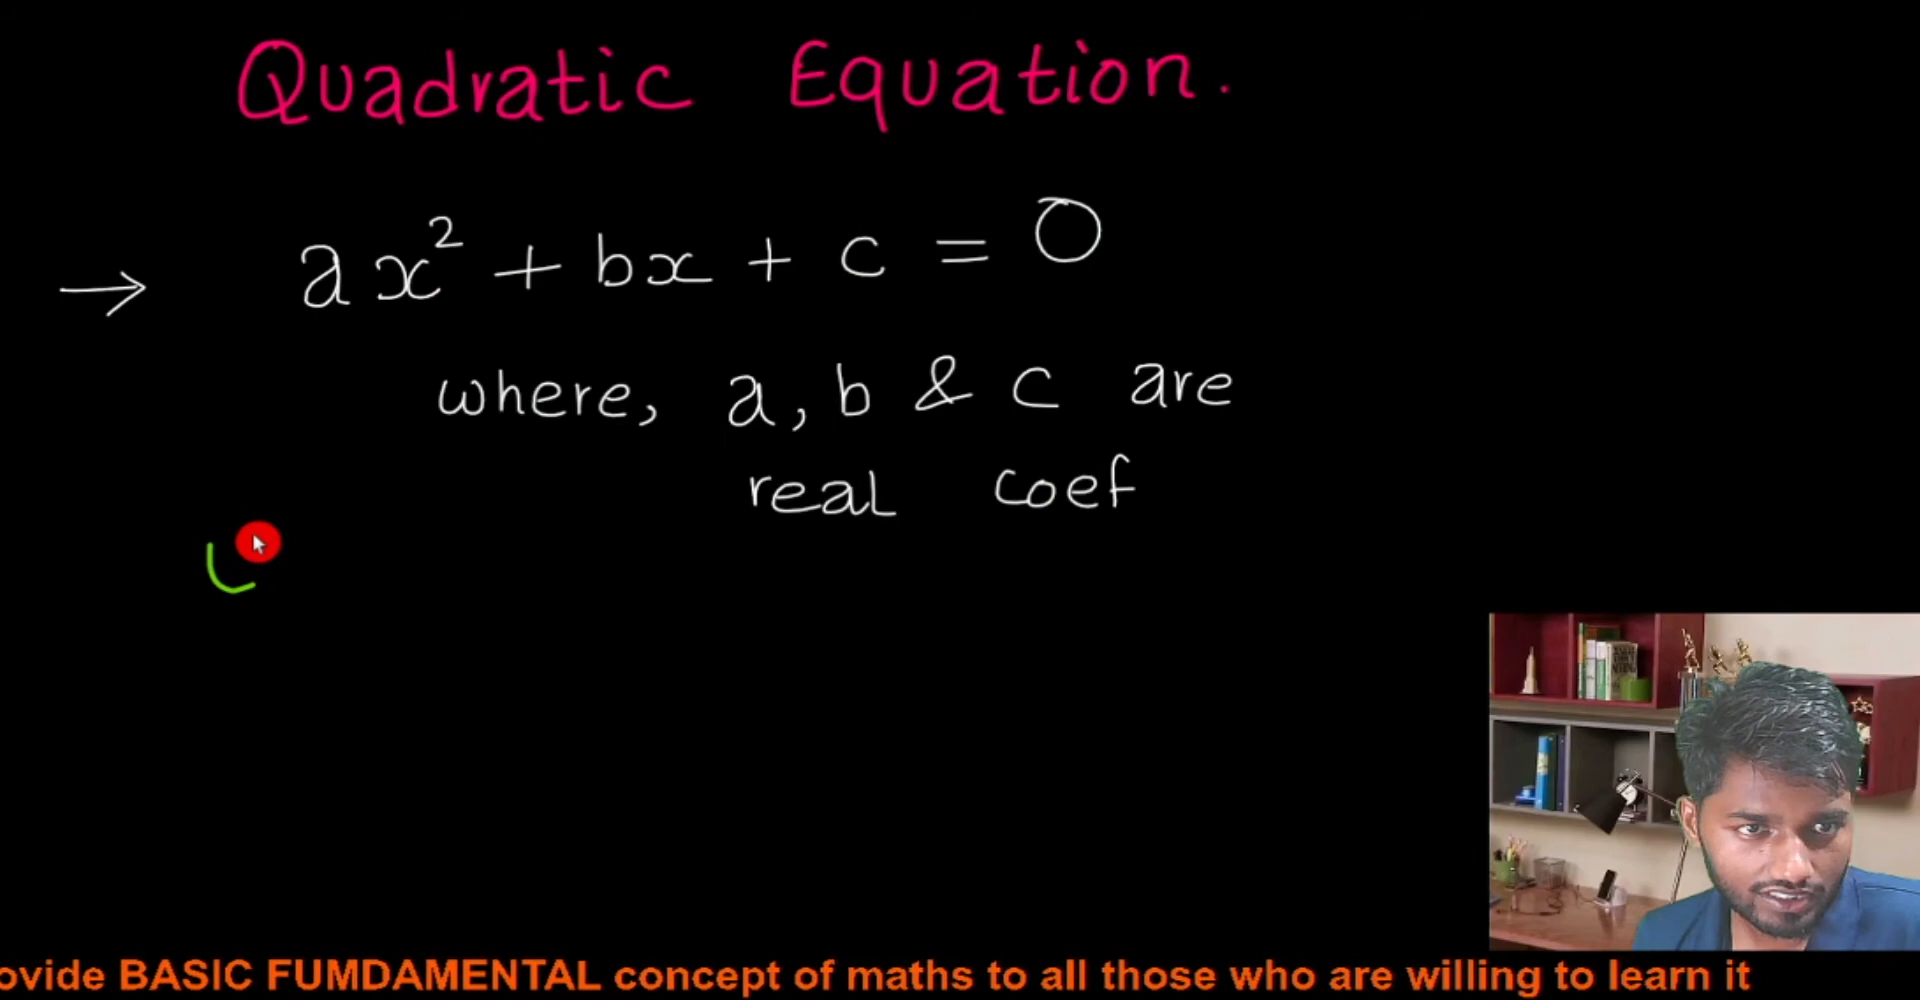 Quadratic Equation.
→ ax² + bx + c = 0
where, a, b & c are
real coef
ovide BASIC FUMDAMENTAL concept of maths to all those who are willing to learn it